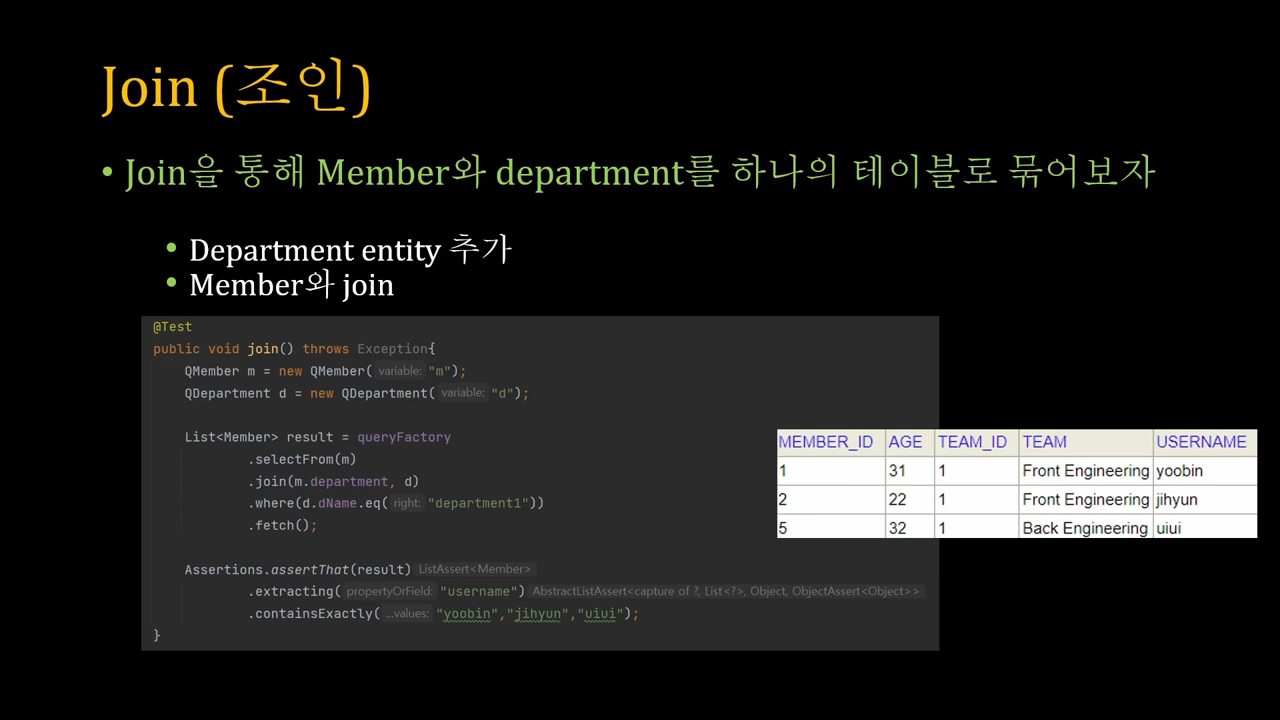 Join (조인)
• Join을 통해 Member와 department를 하나의 테이블로 묶어보자
• Department entity 추가
• Member와 join
@Test
public void join() throws Exception{
QMember m = new QMember( variable: "m");
QDepartment d = new QDepartment( variable: "d");
List<Member> result = queryFactory
.selectFrom(m)
.join(m.department, d)
.where(d.dName.eq( right: "department1"))
.fetch();
Assertions.assertThat(result) ListAssert<Member>
.extracting( propertyOrField: "username") AbstractListAssert<capture of ?, List<?>, Object, ObjectAssert<Object>>
.containsExactly( ...values: "yoobin","jihyun","uiui");
}
MEMBER_ID AGE TEAM_ID TEAM USERNAME
1 31 1 Front Engineering yoobin
2 22 1 Front Engineering jihyun
5 32 1 Back Engineering uiui